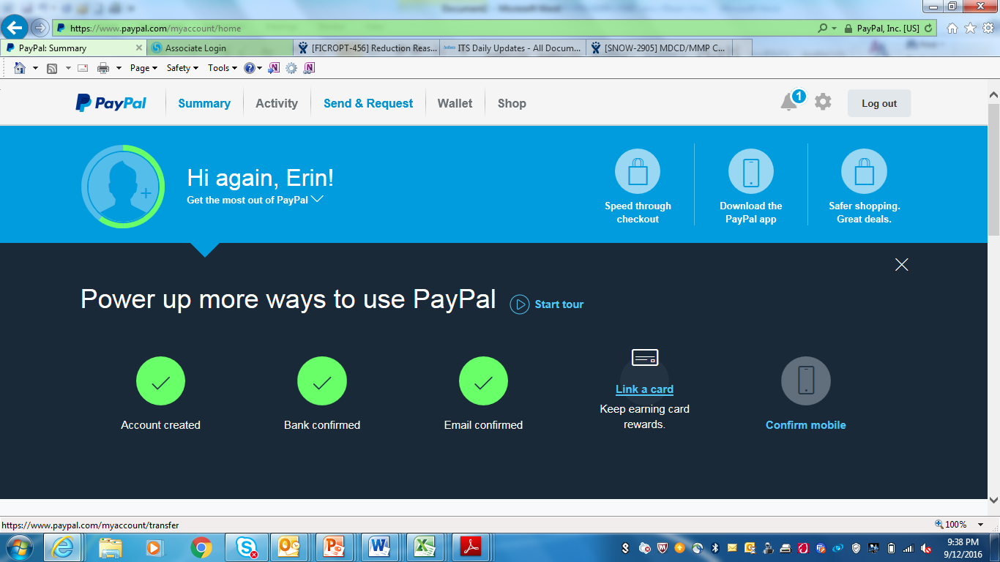 Document2 - Microsoft Word
https://www.paypal.com/myaccount/home
PayPal, Inc. [US]
PayPal: Summary
Associate Login
[FICROPT-456] Reduction Reas...
ITS Daily Updates - All Docum...
[SNOW-2905] MDCD/MMP C...
Page
Safety
Tools
PayPal
Summary
Activity
Send & Request
Wallet
Shop
1
Log out
Hi again, Erin!
Get the most out of PayPal
Speed through
checkout
Download the
PayPal app
Safer shopping.
Great deals.
Power up more ways to use PayPal
Start tour
Account created
Bank confirmed
Email confirmed
Link a card
Keep earning card
rewards.
Confirm mobile
https://www.paypal.com/myaccount/transfer
100%
9:38 PM
9/12/2016